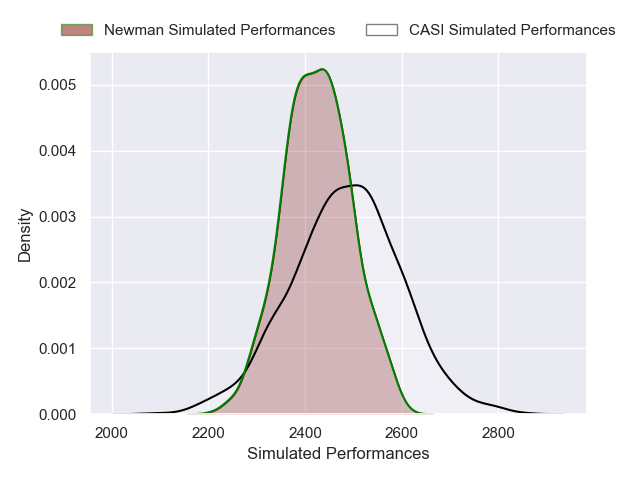 Newman Simulated Performances CASI Simulated Performances
0.005
0.004
0.003
0.002
0.001
0.000
Density
2000 2200 2400 2600 2800
Simulated Performances